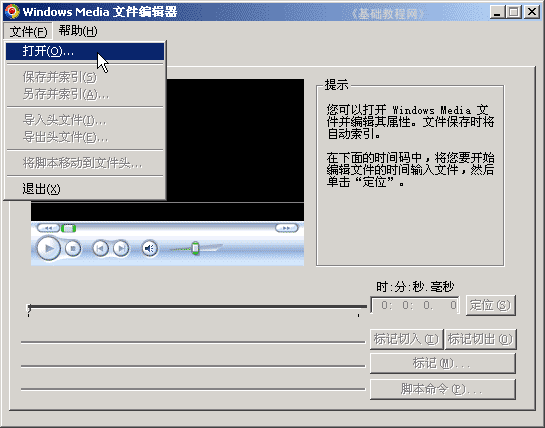 Windows Media 文件编辑器
《基础教程网》
文件(F) 帮助(H)
打开(O)...
保存并索引(S)
另存并索引(A)...
导入头文件(I)...
导出头文件(E)...
将脚本移动到文件头...
退出(X)
提示
您可以打开 Windows Media 文
件并编辑其属性。文件保存时将
自动索引。
在下面的时间码中，将您要开始
编辑文件的时间输入文件，然后
单击“定位”。
时:分:秒.毫秒
0: 0: 0. 0 定位(S)
标记切入(I) 标记切出(O)
标记(M)...
脚本命令(P)...